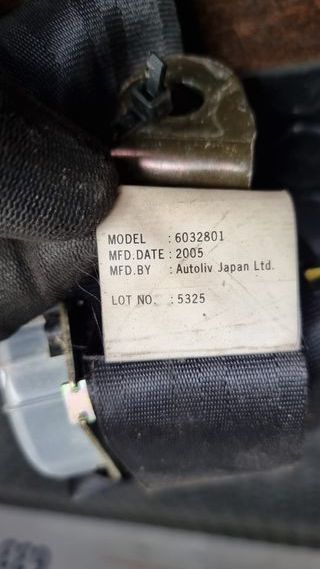 MODEL : 6032801
MFD.DATE : 2005
MFD.BY : Autoliv Japan Ltd.
LOT NO. : 5325